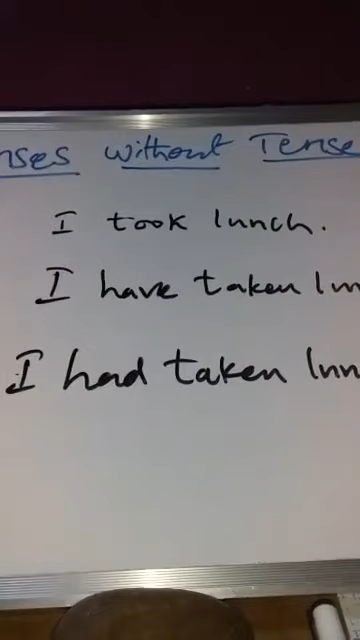 nses without Tense
I took lunch.
I have taken lun
I had taken lun